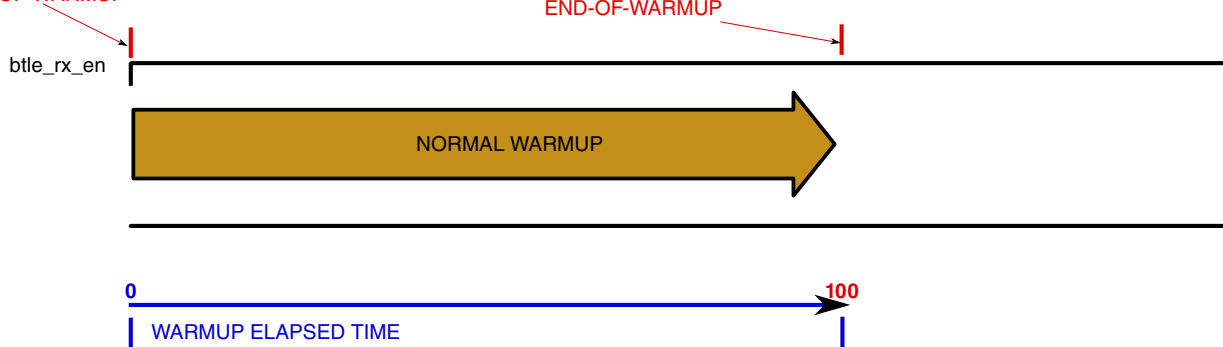 END-OF-WARMUP
btle_rx_en
NORMAL WARMUP
0
100
WARMUP ELAPSED TIME